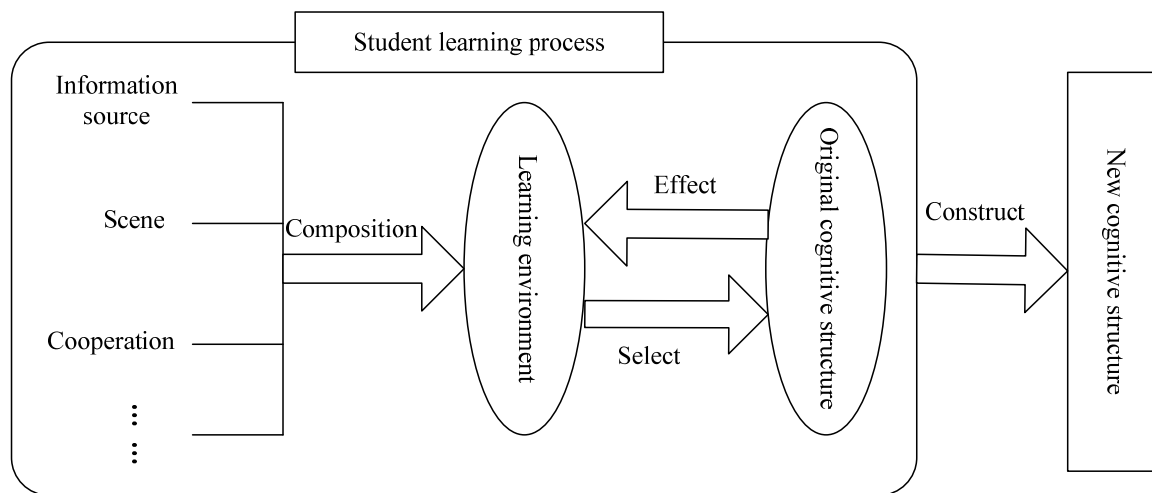 Student learning process
Information
source
Scene
Cooperation
...
...
Composition
Learning environment
Effect
Select
Original cognitive structure
Construct
New cognitive structure